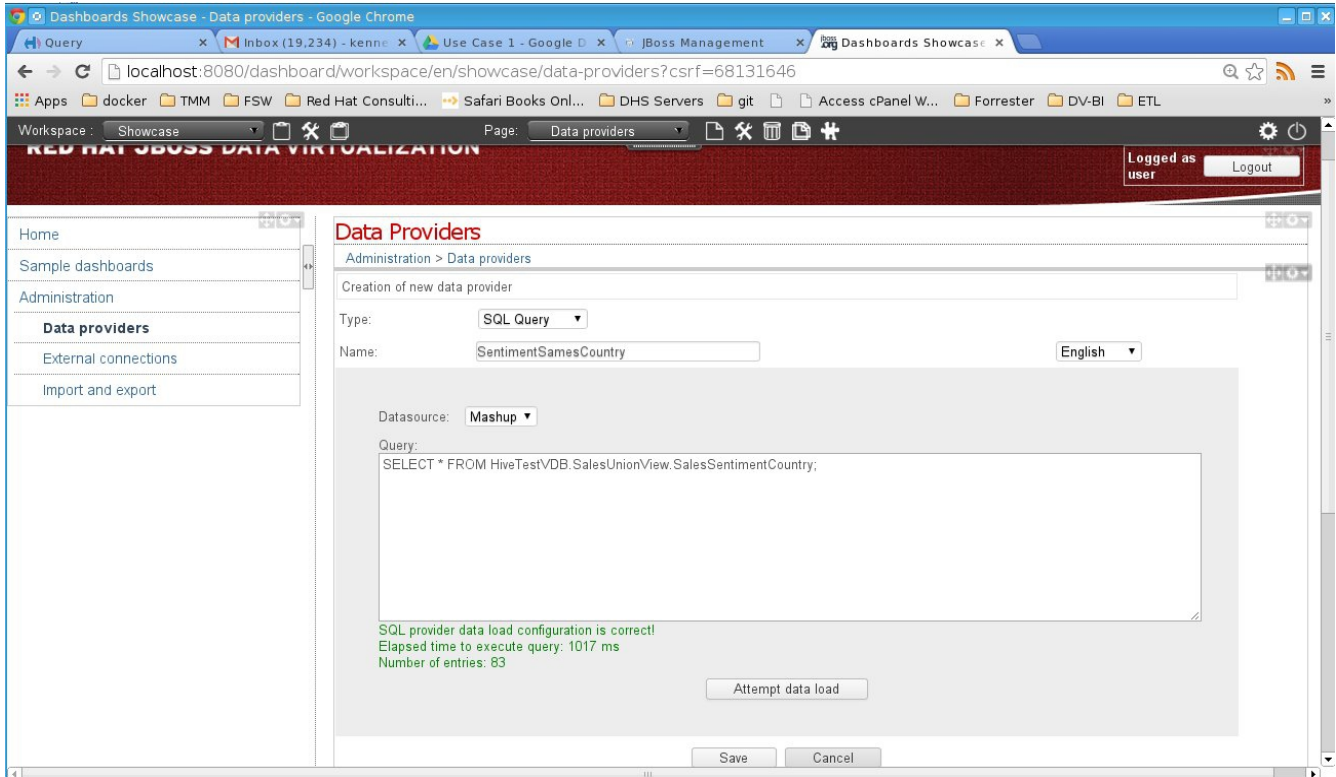 Dashboards Showcase - Data providers - Google Chrome
Query
Inbox (19,234) - kenne
Use Case 1 - Google D
JBoss Management
Dashboards Showcase
localhost:8080/dashboard/workspace/en/showcase/data-providers?csrf=68131646
Apps docker TMM FSW Red Hat Consulti... Safari Books Onl... DHS Servers git Access cPanel W... Forrester DV-BI ETL »
Workspace : Showcase Page: Data providers
RED HAT JBOSS DATA VIRTUALIZATION
Logged as user
Logout
Home
Sample dashboards
Administration
Data providers
External connections
Import and export
Data Providers
Administration > Data providers
Creation of new data provider
Type: SQL Query
Name: SentimentSamesCountry English
Datasource: Mashup
Query:
SELECT * FROM HiveTestVDB.SalesUnionView.SalesSentimentCountry;
SQL provider data load configuration is correct!
Elapsed time to execute query: 1017 ms
Number of entries: 83
Attempt data load
Save Cancel